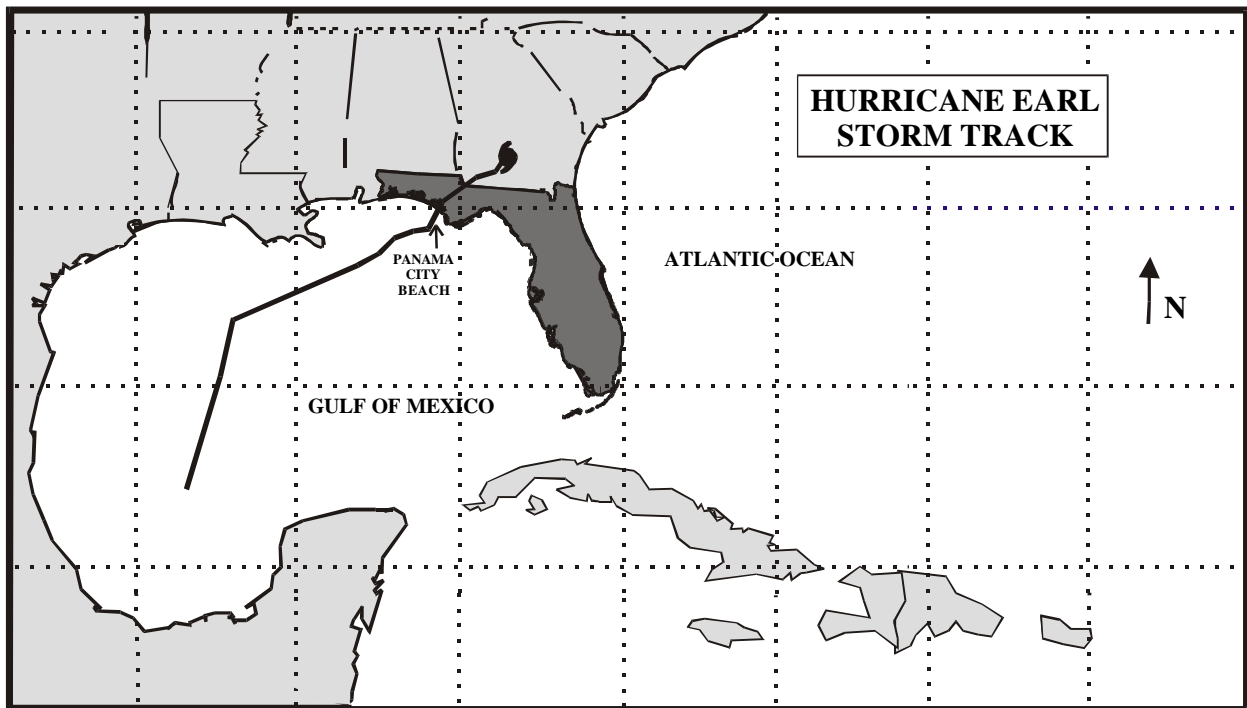 HURRICANE EARL
STORM TRACK
PANAMA
CITY
BEACH
ATLANTIC OCEAN
N
GULF OF MEXICO